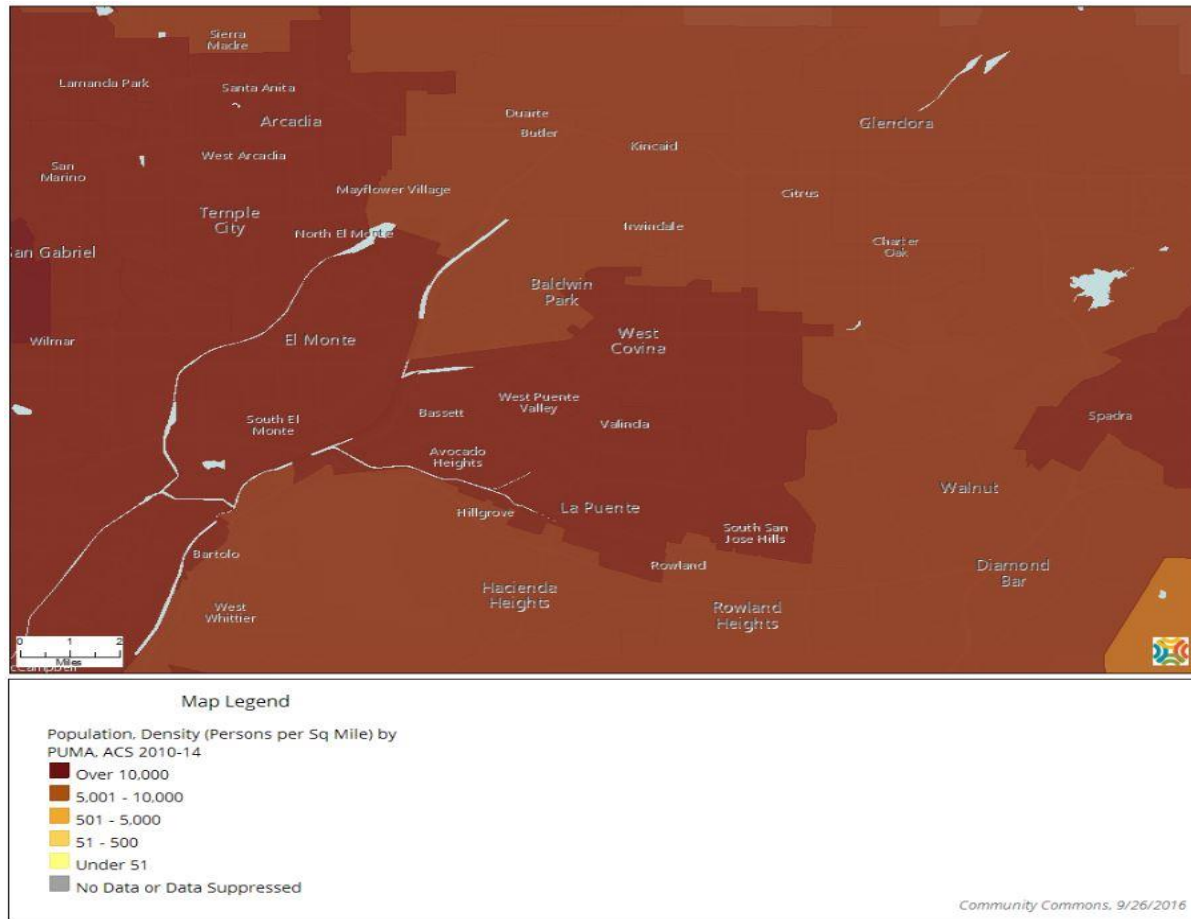 Sierra
Madre
Lamanda Park
Santa Anita
Arcadia
Duarte
Butler
Glendora
West Arcadia
Kincaid
San
Marino
Mayflower Village
Citrus
Temple
City
North El Monte
Irwindale
Charter
Oak
San Gabriel
Baldwin
Park
West
Covina
Wilmar
El Monte
West Puente
Valley
Bassett
South El
Monte
Valinda
Spadra
Avocado
Heights
Walnut
Hillgrove
La Puente
South San
Jose Hills
Bartolo
Rowland
Diamond
Bar
Hacienda
Heights
West
Whittier
Rowland
Heights
0 1 2
Miles
Map Legend
Population, Density (Persons per Sq Mile) by
PUMA, ACS 2010-14
Over 10,000
5,001 - 10,000
501 - 5,000
51 - 500
Under 51
No Data or Data Suppressed
Community Commons, 9/26/2016